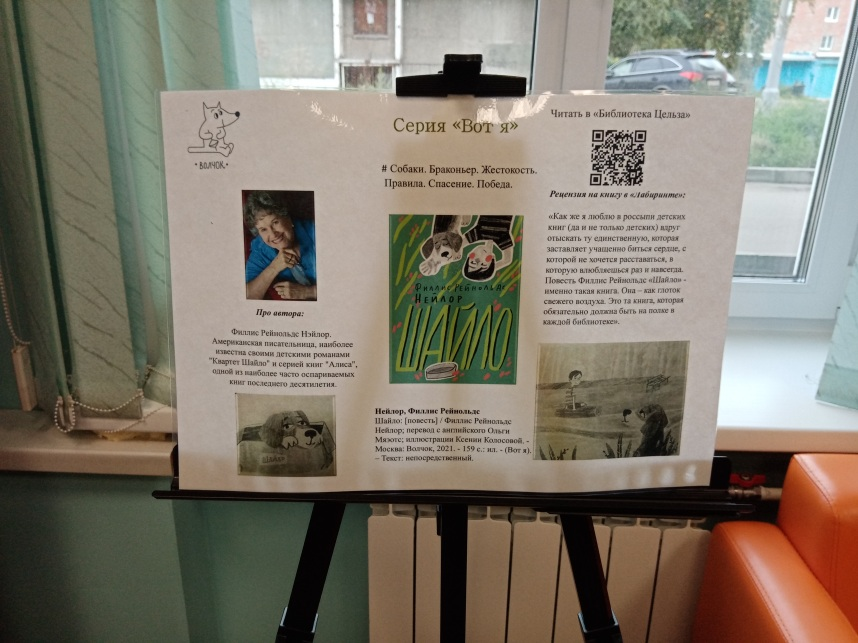 Серия «Вот я»
Читать в «Библиотека Цельза»
• ВОЛЧОК •
# Собаки. Браконьер. Жестокость.
Правила. Спасение. Победа.
Рецензия на книгу в «Лабиринте»:
Про автора:
Филлис Рейнольдс Нэйлор.
Американская писательница, наиболее
известна своими детскими романами
"Квартет Шайло" и серией книг "Алиса",
одной из наиболее часто оспариваемых
книг последнего десятилетия.
Филлис Рейнольдс
Нейлор
ШАЙЛО
«Как же я люблю в россыпи детских
книг (да и не только детских) вдруг
отыскать ту единственную, которая
заставляет учащенно биться сердце, с
которой не хочется расставаться, в
которую влюбляешься раз и навсегда.
Повесть Филлис Рейнольдс «Шайло» -
именно такая книга. Она – как глоток
свежего воздуха. Это та книга, которая
обязательно должна быть на полке в
каждой библиотеке».
Шайло
Нейлор, Филлис Рейнольдс
Шайло: [повесть] / Филлис Рейнольдс
Нейлор; перевод с английского Ольги
Мяэотс; иллюстрации Ксении Колосовой. -
Москва: Волчок, 2021. - 159 с.: ил. - (Вот я).
– Текст: непосредственный.